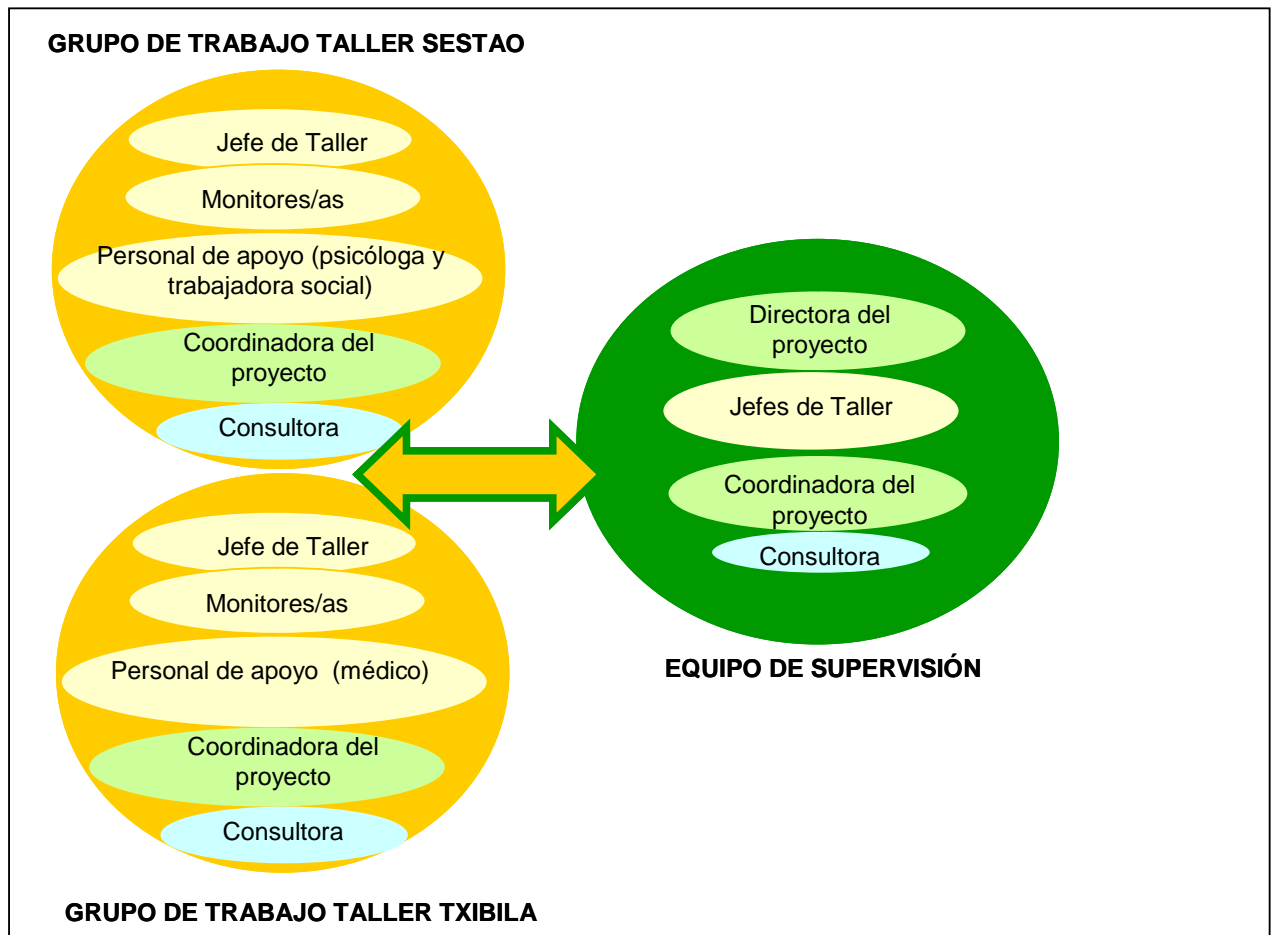 GRUPO DE TRABAJO TALLER SESTAO
Jefe de Taller
Monitores/as
Personal de apoyo (psicóloga y
trabajadora social)
Coordinadora del
proyecto
Consultora
Jefe de Taller
Monitores/as
Personal de apoyo (médico)
Coordinadora del
proyecto
Consultora
GRUPO DE TRABAJO TALLER TXIBILA
Directora del
proyecto
Jefes de Taller
Coordinadora del
proyecto
Consultora
EQUIPO DE SUPERVISIÓN